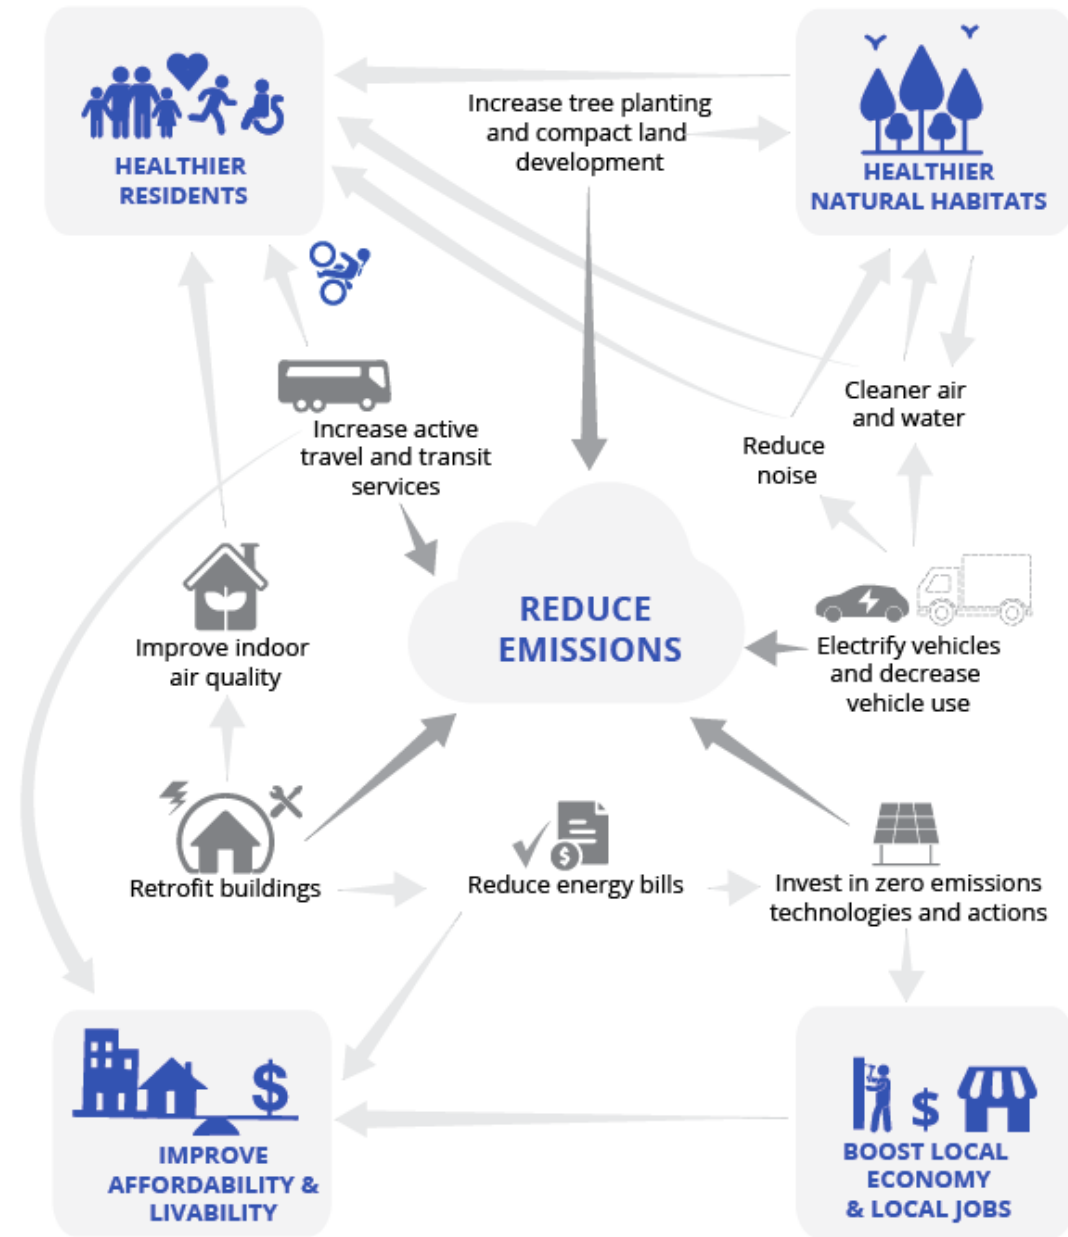 HEALTHIER
RESIDENTS
Increase tree planting
and compact land
development
HEALTHIER
NATURAL HABITATS
Increase active
travel and transit
services
Cleaner air
and water
Reduce
noise
REDUCE
EMISSIONS
Improve indoor
air quality
Electrify vehicles
and decrease
vehicle use
Retrofit buildings
$
Reduce energy bills
Invest in zero emissions
technologies and actions
$
IMPROVE
AFFORDABILITY &
LIVABILITY
$
BOOST LOCAL
ECONOMY
& LOCAL JOBS